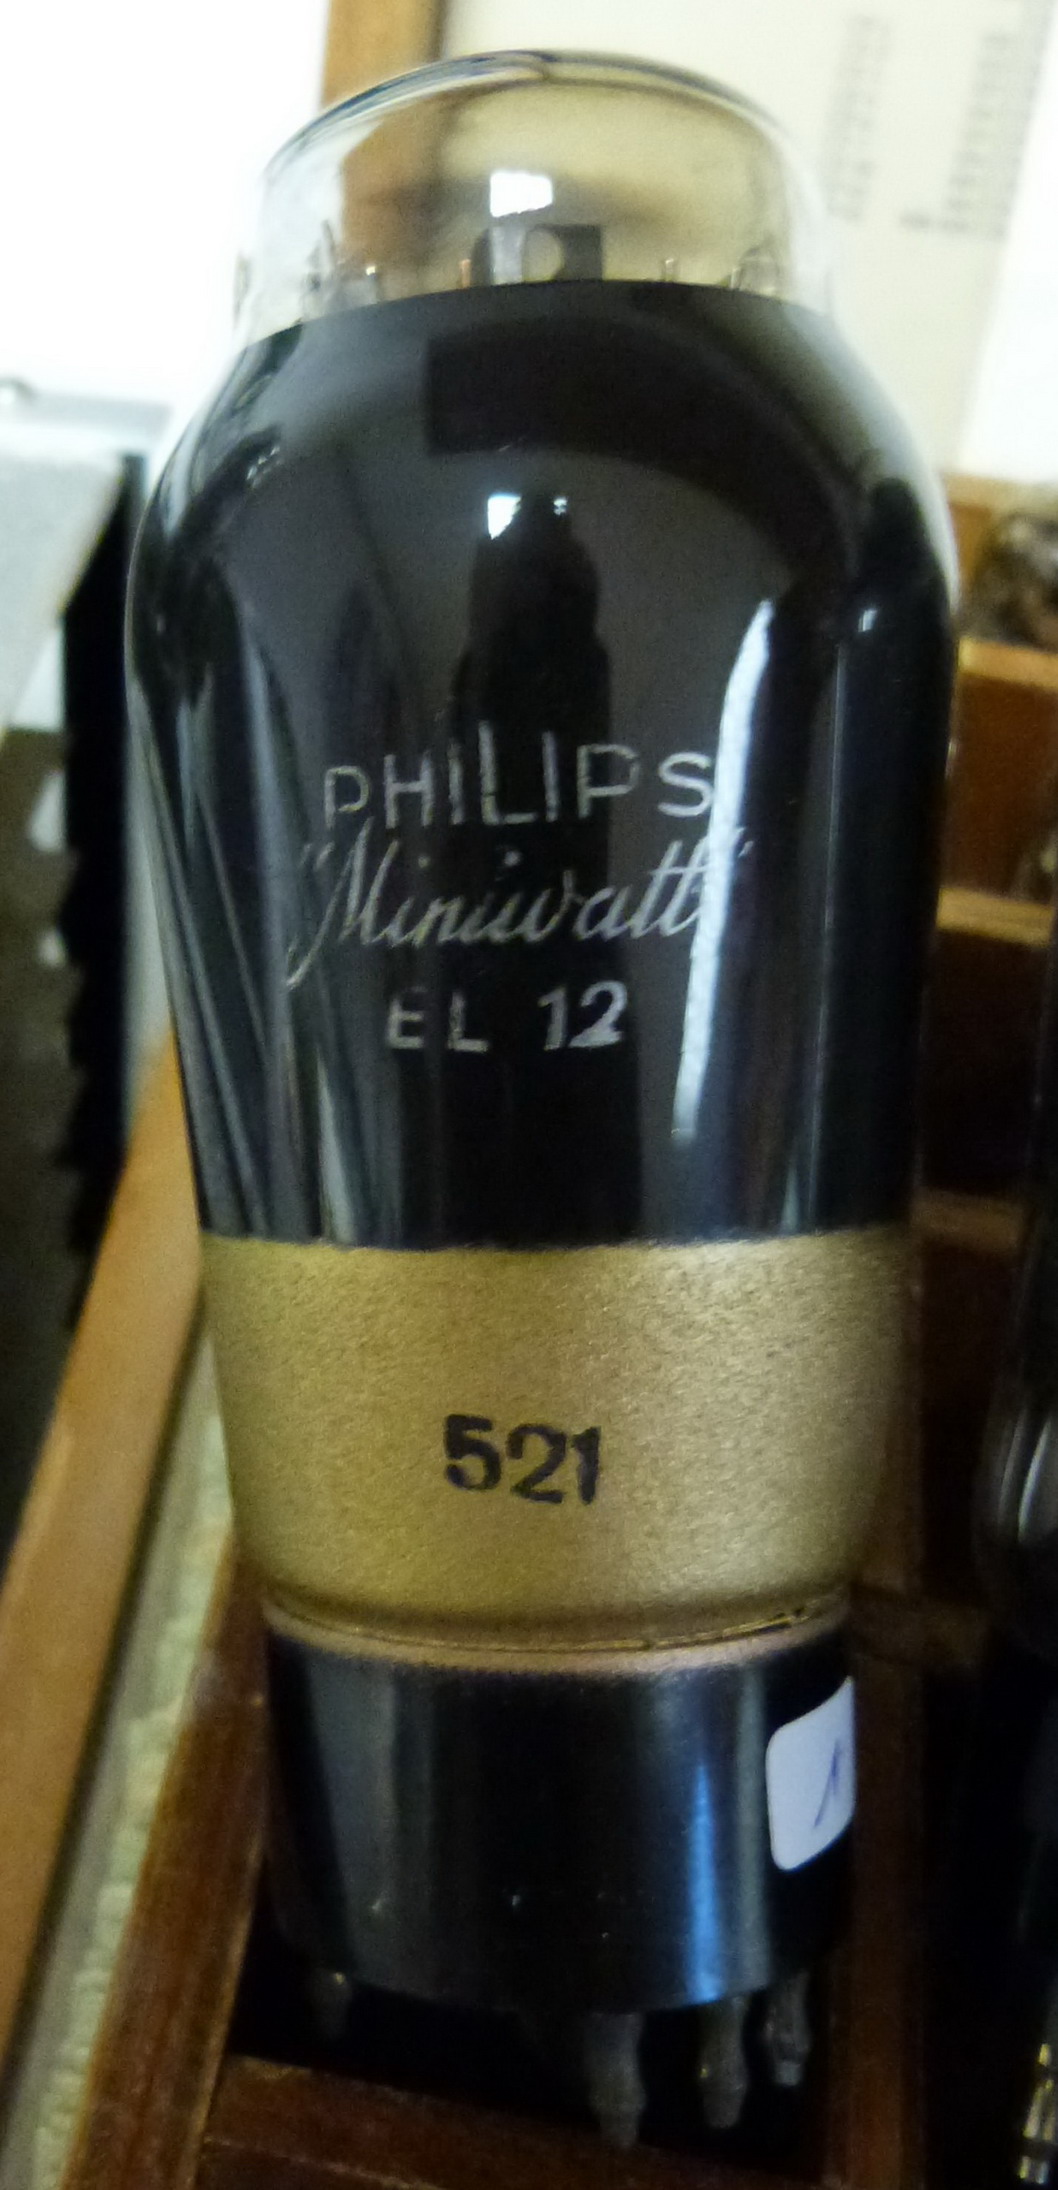 PHILIPS
"Miniwatt"
EL 12
521